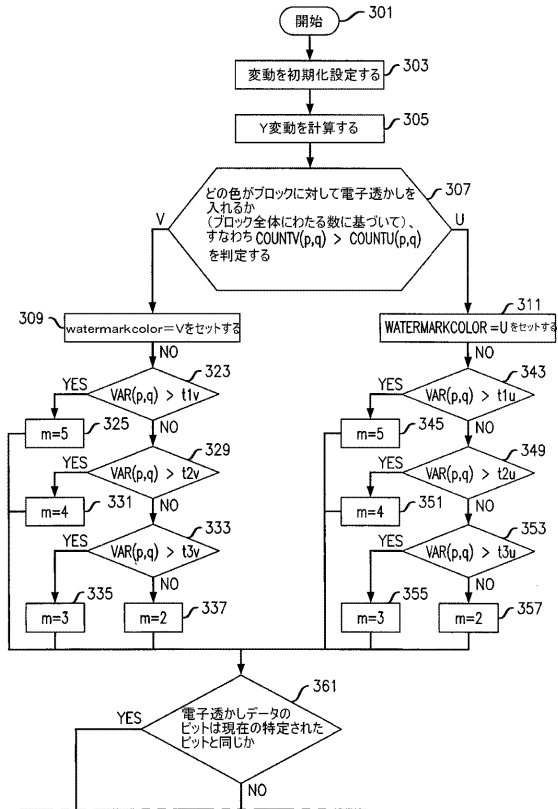 開始
301
変動を初期化設定する
303
Y変動を計算する
305
どの色がブロックに対して電子透かしを
入れるか
(ブロック全体にわたる数に基づいて)、
すなわち COUNTV(p,q) > COUNTU(p,q)
を判定する
307
V
U
309
watermarkcolor=Vをセットする
311
WATERMARKCOLOR=Uをセットする
NO
NO
323
YES
VAR(p,q) > t1v
343
YES
VAR(p,q) > t1u
m=5
325
NO
m=5
345
NO
329
YES
VAR(p,q) > t2v
349
YES
VAR(p,q) > t2u
m=4
331
NO
m=4
351
NO
333
YES
VAR(p,q) > t3v
353
YES
VAR(p,q) > t3u
335
NO
337
355
NO
357
m=3
m=2
m=3
m=2
361
YES
電子透かしデータの
ビットは現在の特定された
ビットと同じか
NO